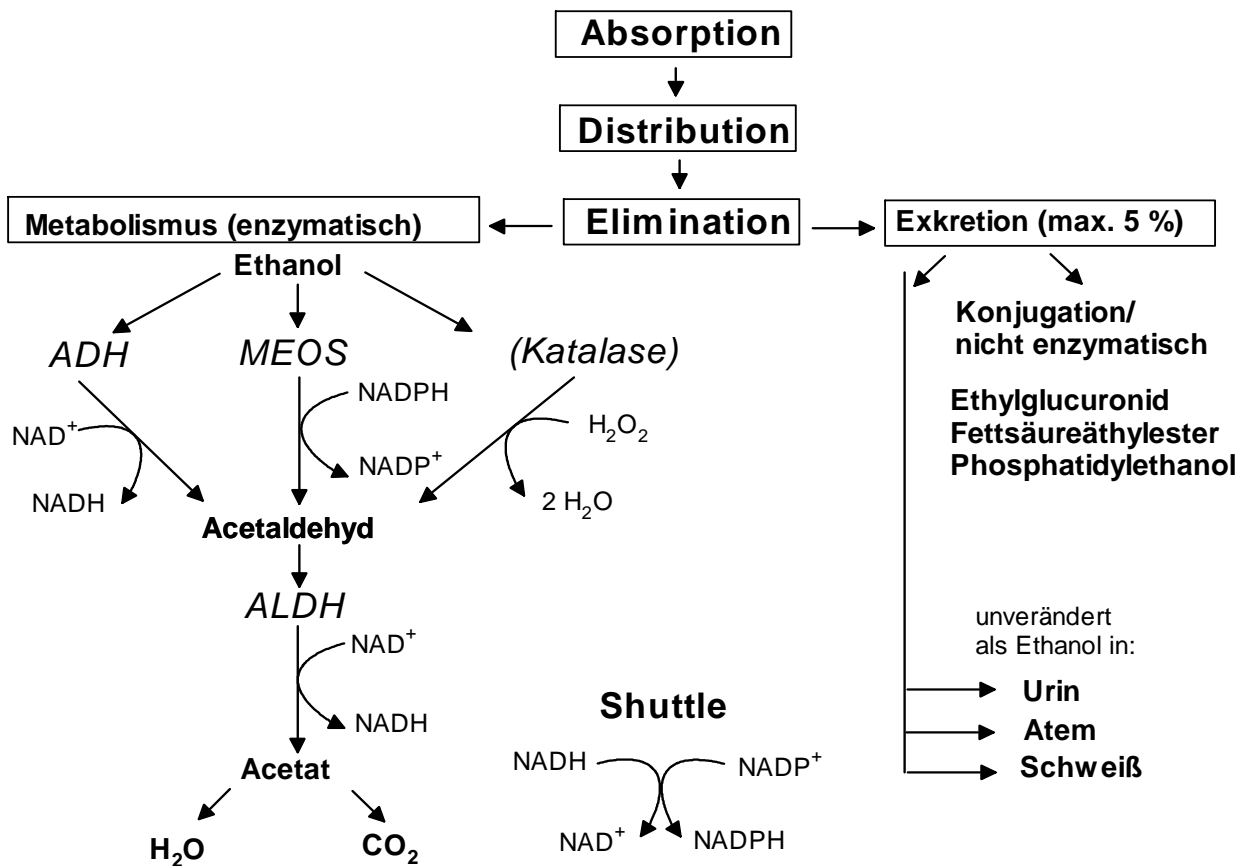 Absorption
Distribution
Elimination
Metabolismus (enzymatisch)
Exkretion (max. 5 %)
Ethanol
ADH
MEOS
(Katalase)
NAD⁺
NADH
NADPH
NADP⁺
H₂O₂
2 H₂O
Acetaldehyd
ALDH
NAD⁺
NADH
Acetat
H₂O
CO₂
Shuttle
NADH
NADP⁺
NAD⁺
NADPH
Konjugation/
nicht enzymatisch
Ethylglucuronid
Fettsäureäthylester
Phosphatidylethanol
unverändert
als Ethanol in:
Urin
Atem
Schweiß